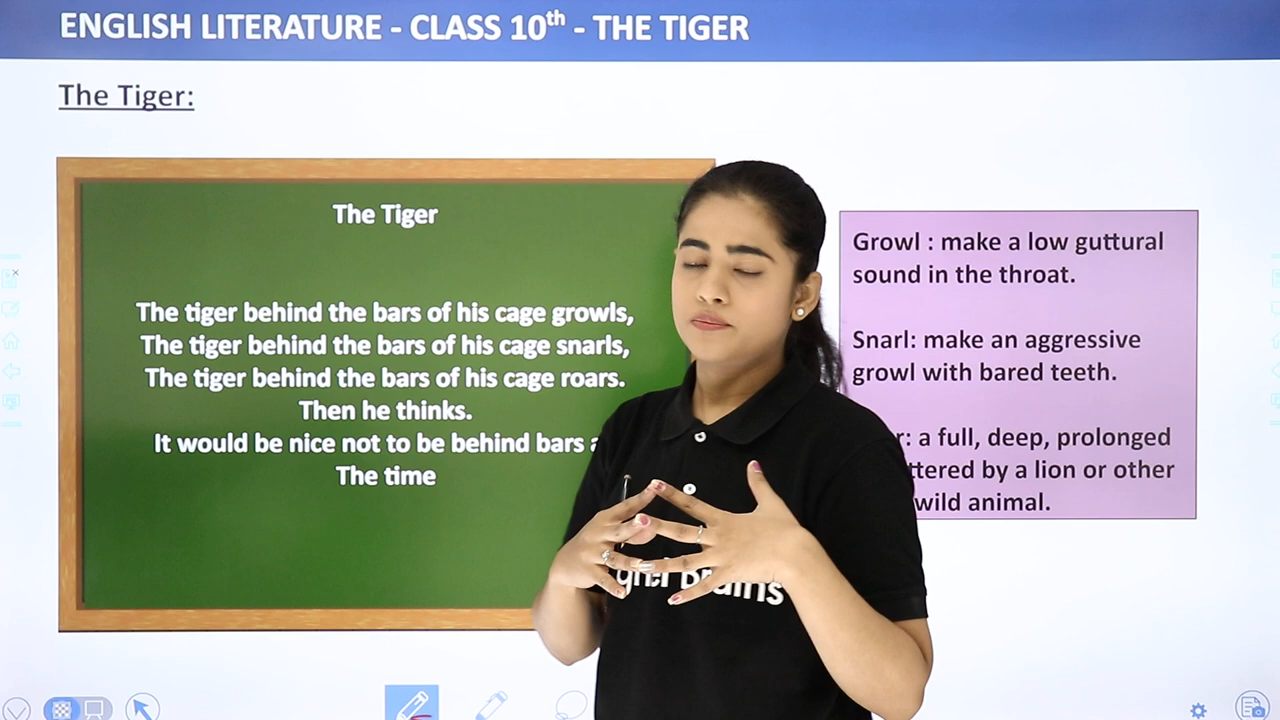 ENGLISH LITERATURE - CLASS 10th - THE TIGER
The Tiger:
The Tiger
The tiger behind the bars of his cage growls,
The tiger behind the bars of his cage snarls,
The tiger behind the bars of his cage roars.
Then he thinks.
It would be nice not to be behind bars a
The time
Growl : make a low guttural
sound in the throat.
Snarl: make an aggressive
growl with bared teeth.
r: a full, deep, prolonged
ttered by a lion or other
wild animal.